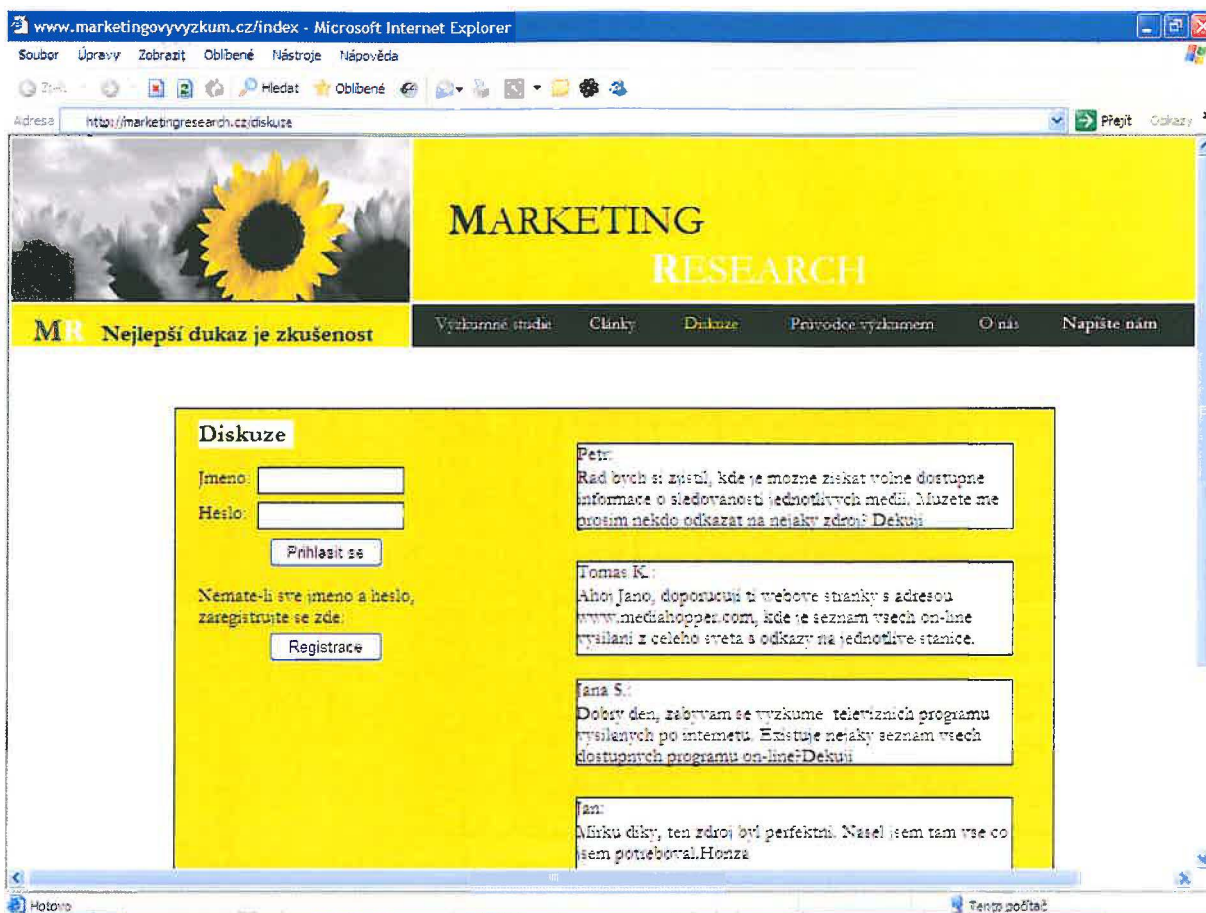 www.marketingovyvyzkum.cz/index - Microsoft Internet Explorer
Soubor Úpravy Zobrazit Oblíbené Nástroje Nápověda
Hledat Oblíbené
Adresa http://marketingresearch.cz/diskuze Přejít Odkazy
MARKETING
RESEARCH
MR Nejlepší dukaz je zkušenost
Výzkumné studie Články Diskuze Průvodce výzkumem O nás Napište nám
Diskuze
Jmeno:
Heslo:
Prihlasit se
Nemate-li sve jmeno a heslo,
zaregistrujte se zde:
Registrace
Petr:
Rad bych si zjistil, kde je mozne ziskat volne dostupne
informace o sledovanosti jednotlivych medii. Muzete me
prosim nekdo odkazat na nejaky zdroj? Dekuji
Tomas K.:
Ahoj Jano, doporucuji ti webove stranky s adresou
www.mediahopper.com, kde je seznam vsech on-line
vysilani z celeho sveta s odkazy na jednotlive stanice.
Jana S.:
Dobry den, zabyvam se vyzkume televiznich programu
vysilanych po internetu. Existuje nejaky seznam vsech
dostupnych programu on-line?Dekuji
Jan:
Mirku diky, ten zdroj byl perfektni. Nasel jsem tam vse co
jsem potreboval.Honza
Hotovo Tento počítač